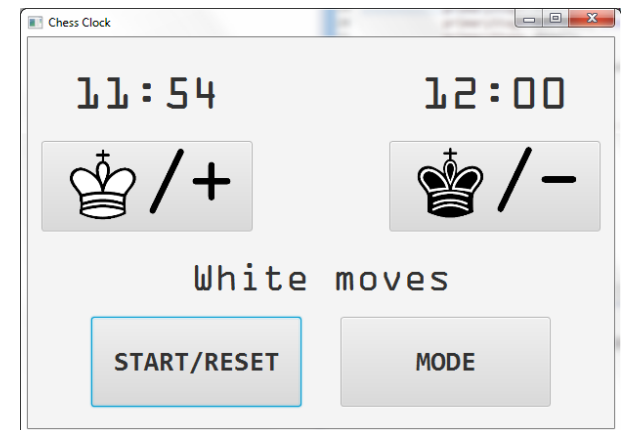 Chess Clock
11:54 12:00
/+ /-
White moves
START/RESET MODE